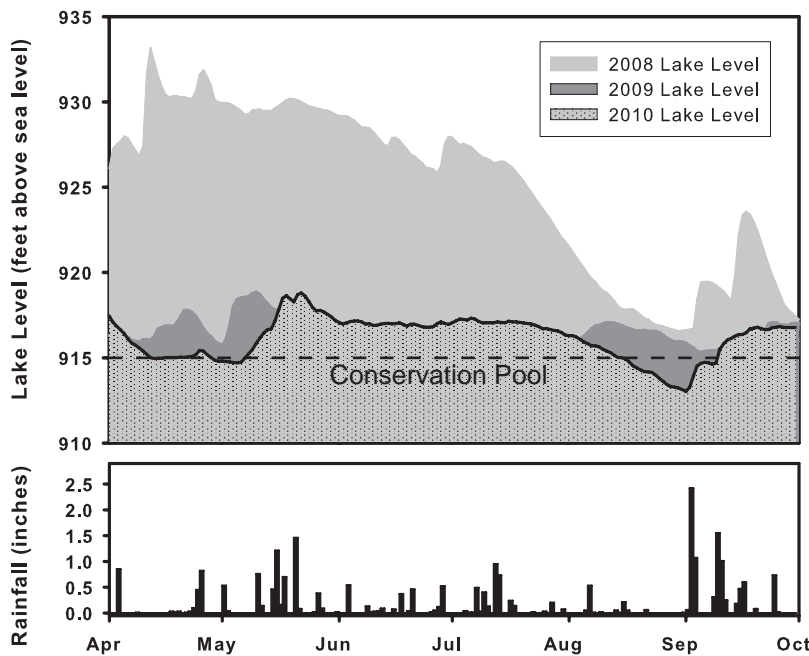 Lake Level (feet above sea level)
935
930
925
920
915
910
2008 Lake Level
2009 Lake Level
2010 Lake Level
Conservation Pool
Rainfall (inches)
2.5
2.0
1.5
1.0
0.5
0.0
Apr May Jun Jul Aug Sep Oct